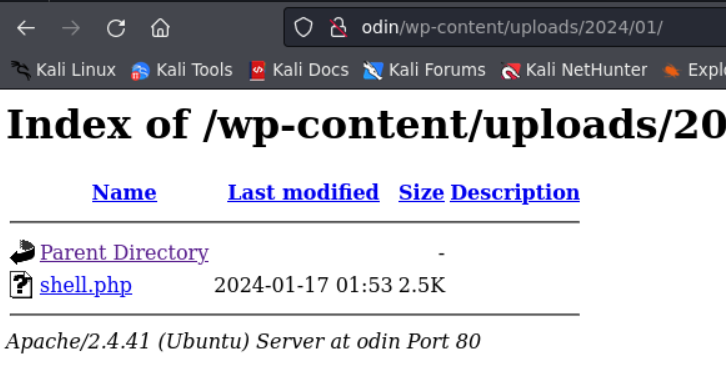 odin/wp-content/uploads/2024/01/
Kali Linux Kali Tools Kali Docs Kali Forums Kali NetHunter Explo
Index of /wp-content/uploads/20
Name Last modified Size Description
Parent Directory -
shell.php 2024-01-17 01:53 2.5K
Apache/2.4.41 (Ubuntu) Server at odin Port 80